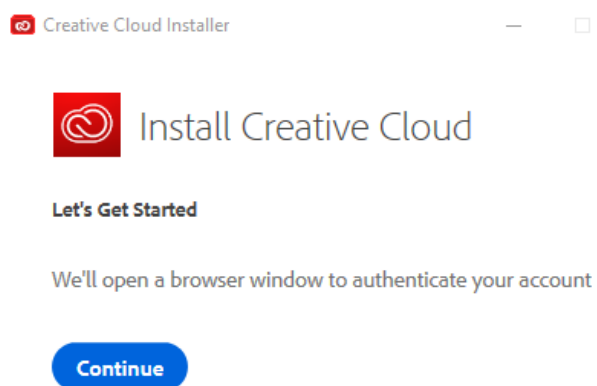 Creative Cloud Installer
Install Creative Cloud
Let's Get Started
We'll open a browser window to authenticate your account
Continue